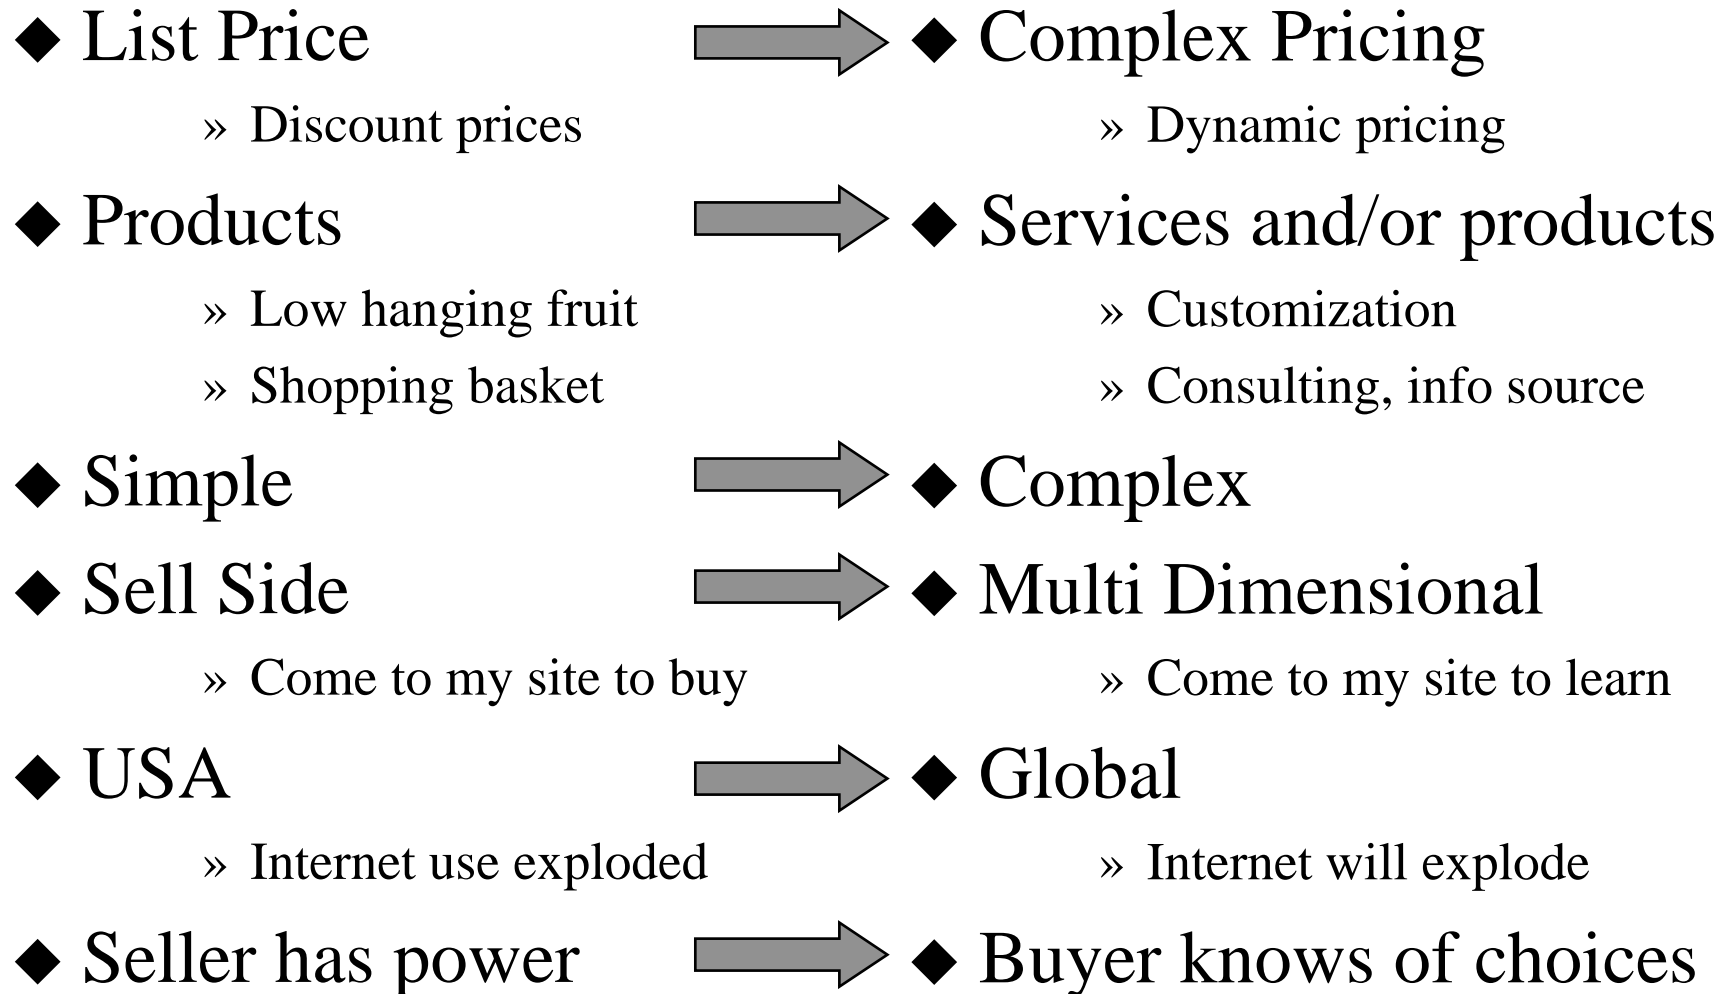 ◆ List Price
» Discount prices
◆ Products
» Low hanging fruit
» Shopping basket
◆ Simple
◆ Sell Side
» Come to my site to buy
◆ USA
» Internet use exploded
◆ Seller has power
◆ Complex Pricing
» Dynamic pricing
◆ Services and/or products
» Customization
» Consulting, info source
◆ Complex
◆ Multi Dimensional
» Come to my site to learn
◆ Global
» Internet will explode
◆ Buyer knows of choices